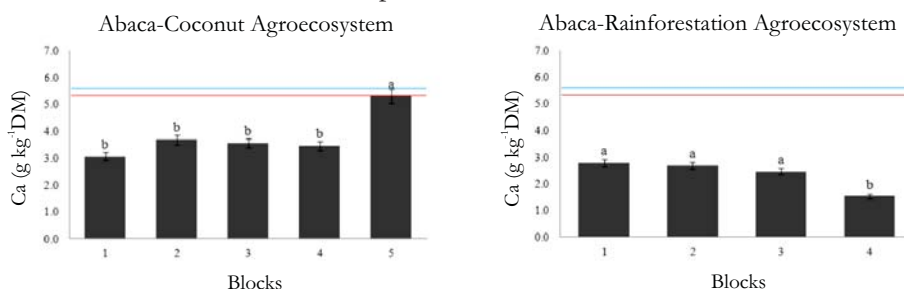 Abaca-Coconut Agroecosystem
7.0
6.0
5.0
4.0
3.0
2.0
1.0
0.0
Ca (g kg⁻¹DM)
b
b
b
b
a
1 2 3 4 5
Blocks
Abaca-Rainforestation Agroecosystem
7.0
6.0
5.0
4.0
3.0
2.0
1.0
0.0
Ca (g kg⁻¹DM)
a
a
a
b
1 2 3 4
Blocks